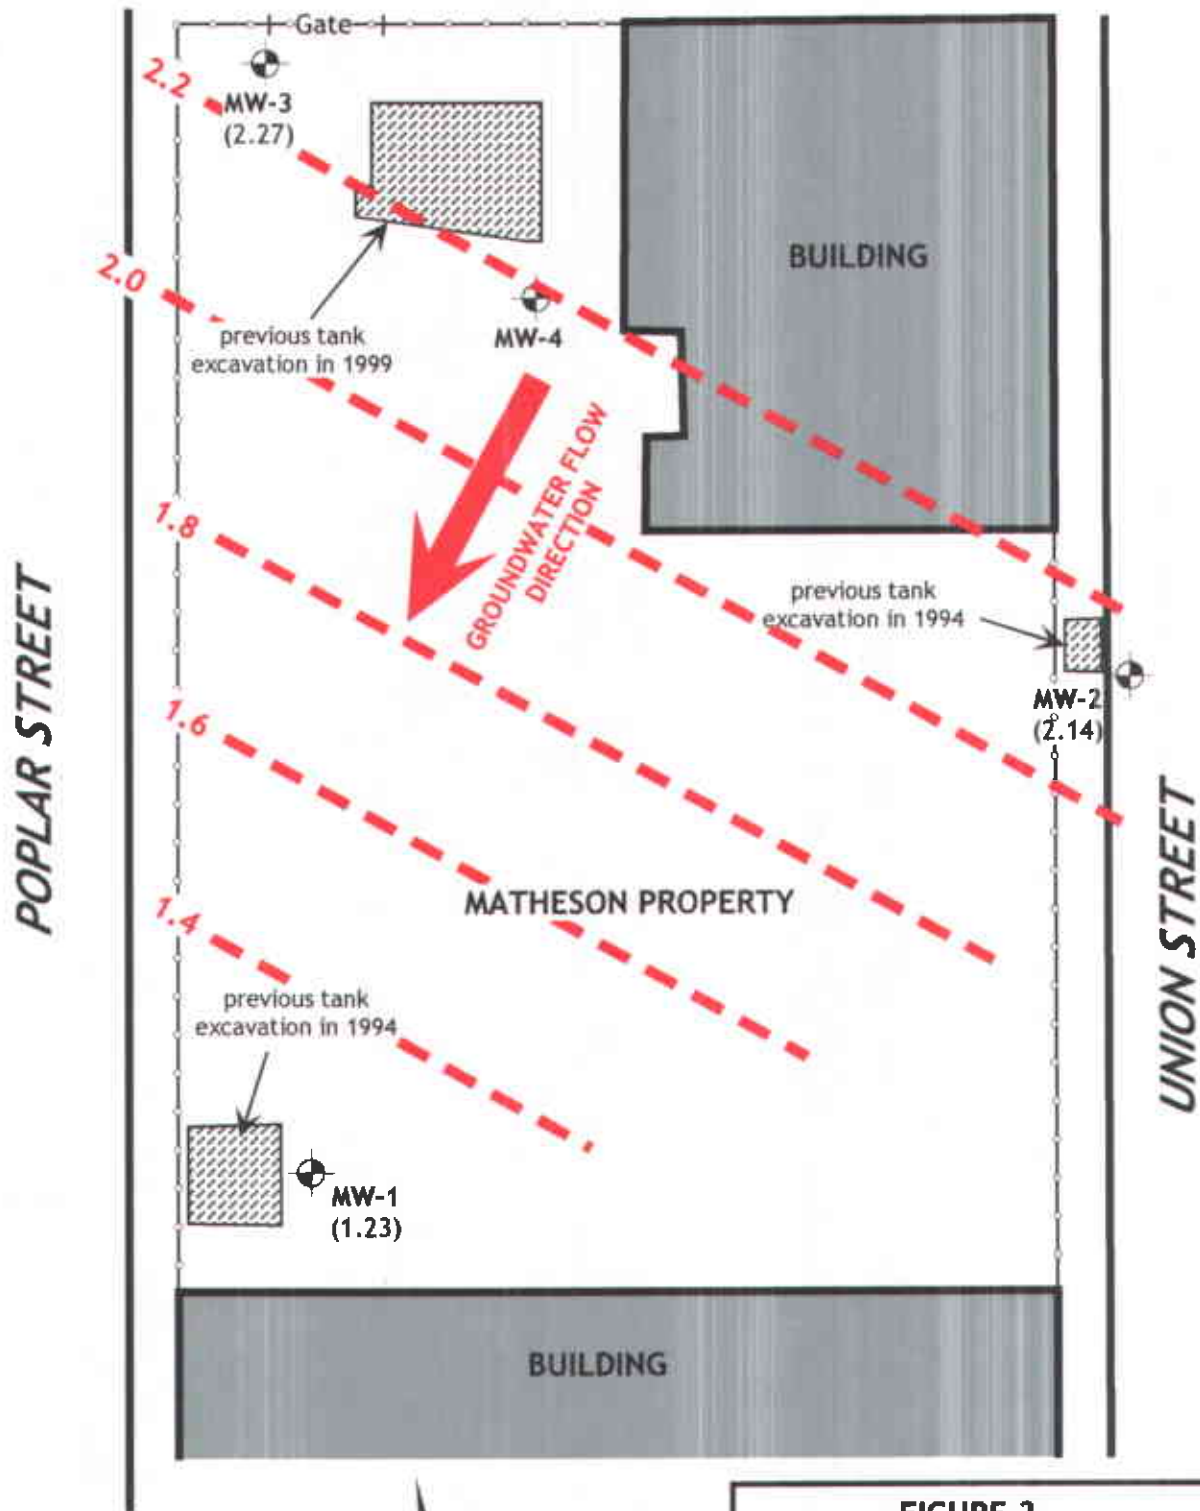 Gate
2.2
MW-3
(2.27)
BUILDING
2.0
previous tank
excavation in 1999
MW-4
GROUNDWATER FLOW
DIRECTION
1.8
previous tank
excavation in 1994
MW-2
(2.14)
POPLAR STREET
1.6
UNION STREET
MATHESON PROPERTY
1.4
previous tank
excavation in 1994
MW-1
(1.23)
BUILDING